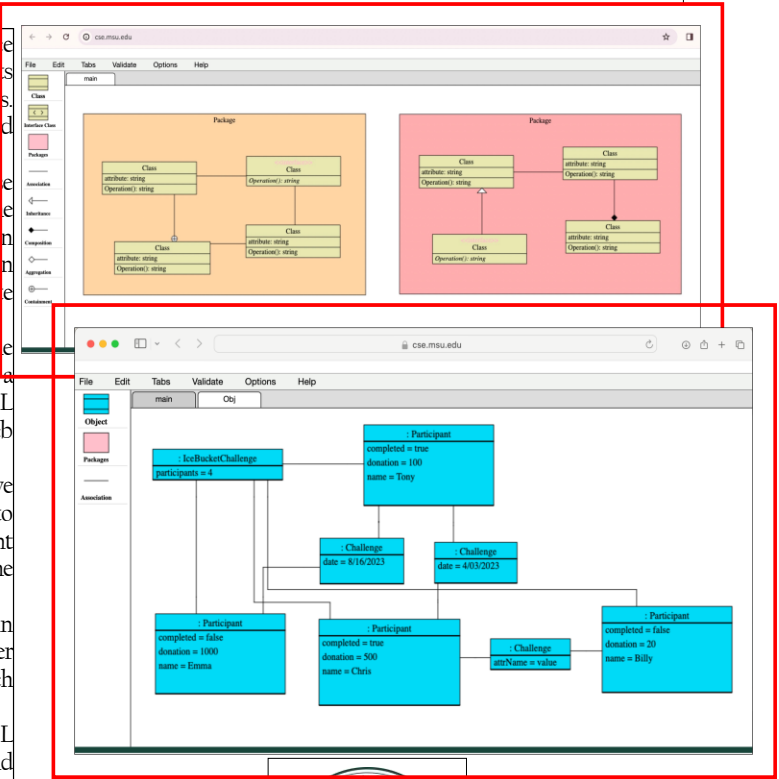 cse.msu.edu
File Edit Tabs Validate Options Help
main
Class
Interface Class
Packages
Association
Inheritance
Composition
Aggregation
Containment
Package
Class
attribute: string
Operation(): string
Class
Operation(): string
Class
attribute: string
Operation(): string
Class
attribute: string
Operation(): string
Package
Class
attribute: string
Operation(): string
Class
attribute: string
Operation(): string
Class
Operation(): string
Class
attribute: string
Operation(): string
cse.msu.edu
File Edit Tabs Validate Options Help
main Obj
Object
Packages
Association
: IceBucketChallenge
participants = 4
: Participant
completed = true
donation = 100
name = Tony
: Challenge
date = 8/16/2023
: Challenge
date = 4/03/2023
: Participant
completed = false
donation = 1000
name = Emma
: Participant
completed = true
donation = 500
name = Chris
: Challenge
attrName = value
: Participant
completed = false
donation = 20
name = Billy